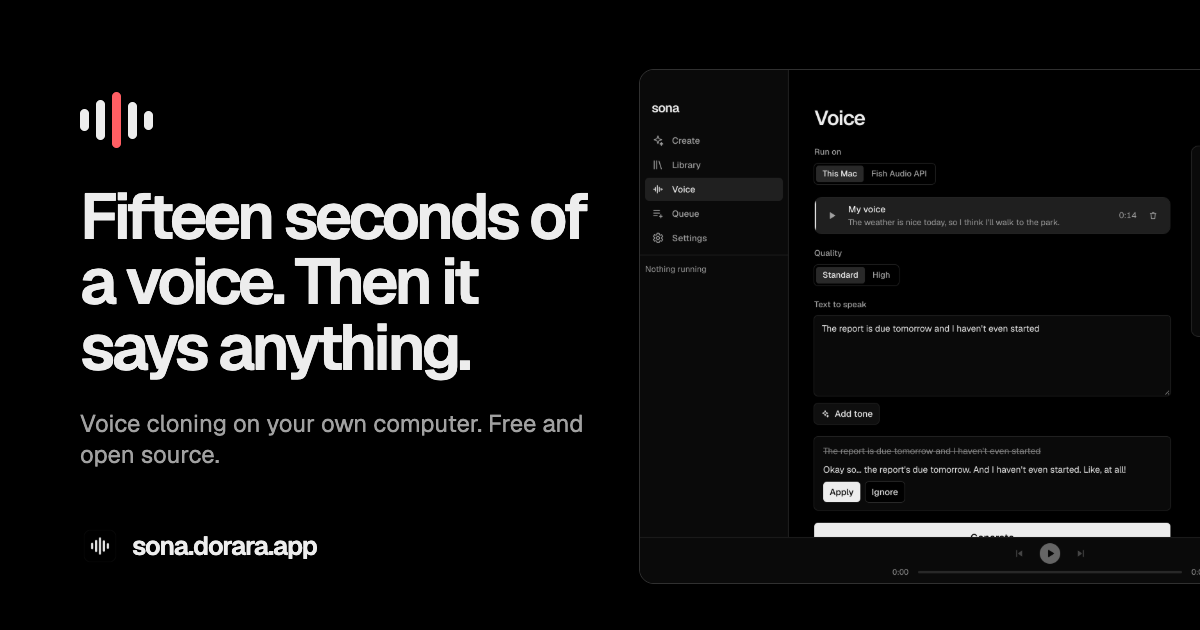 Fifteen seconds of
a voice. Then it
says anything.
Voice cloning on your own computer. Free and
open source.
sona.dorara.app
sona
Create
Library
Voice
Queue
Settings
Nothing running
Voice
Run on
This Mac Fish Audio API
My voice
The weather is nice today, so I think I'll walk to the park.
0:14
Quality
Standard High
Text to speak
The report is due tomorrow and I haven't even started
Add tone
The report is due tomorrow and I haven't even started
Okay so... the report's due tomorrow. And I haven't even started. Like, at all!
Apply Ignore
Generate
0:00